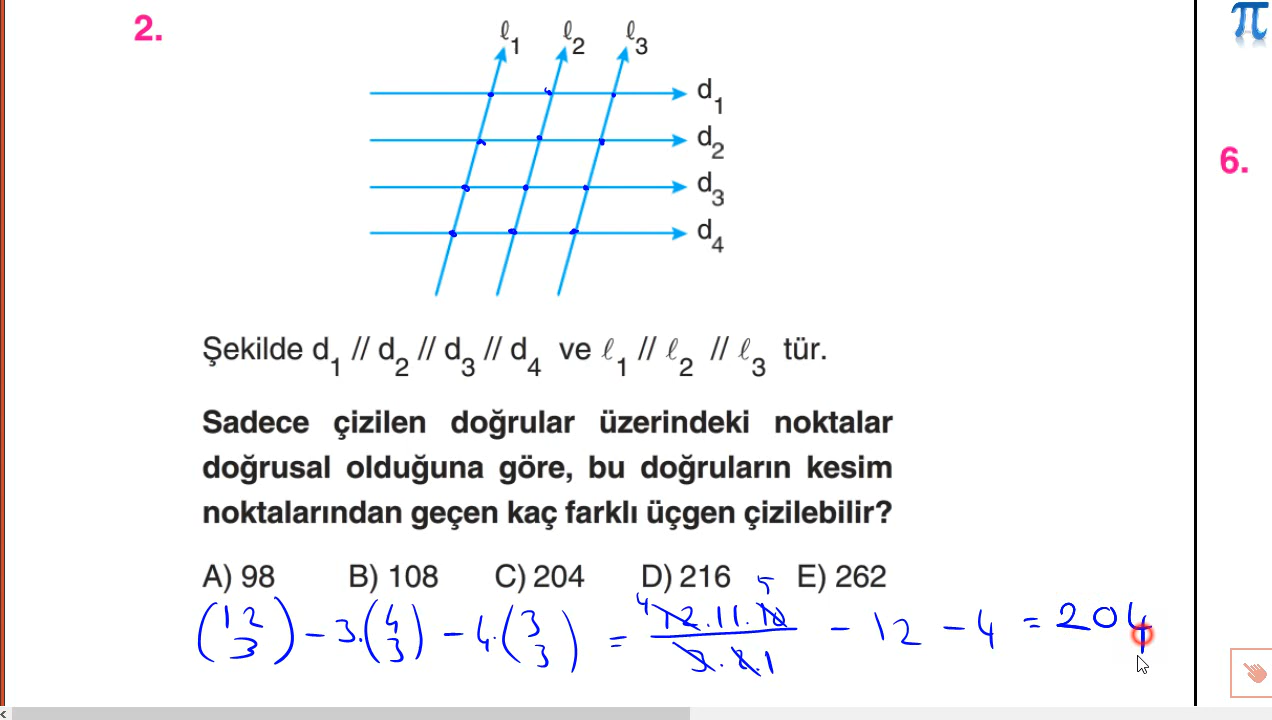 2.
ℓ1 ℓ2 ℓ3
d1
d2
d3
d4
π
6.
Şekilde d1 // d2 // d3 // d4 ve ℓ1 // ℓ2 // ℓ3 tür.
Sadece çizilen doğrular üzerindeki noktalar
doğrusal olduğuna göre, bu doğruların kesim
noktalarından geçen kaç farklı üçgen çizilebilir?
A) 98 B) 108 C) 204 D) 216 E) 262
(12 3) - 3.(4 3) - 4.(3 3) = 4 12.11.10 5 / 3.2.1 - 12 - 4 = 204